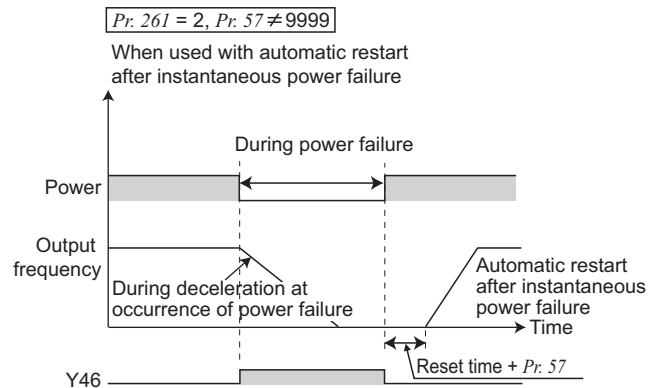 Pr. 261 = 2, Pr. 57 ≠ 9999
When used with automatic restart
after instantaneous power failure
During power failure
Power
Output
frequency
During deceleration at
occurrence of power failure
Automatic restart
after instantaneous
power failure
Time
Reset time + Pr. 57
Y46